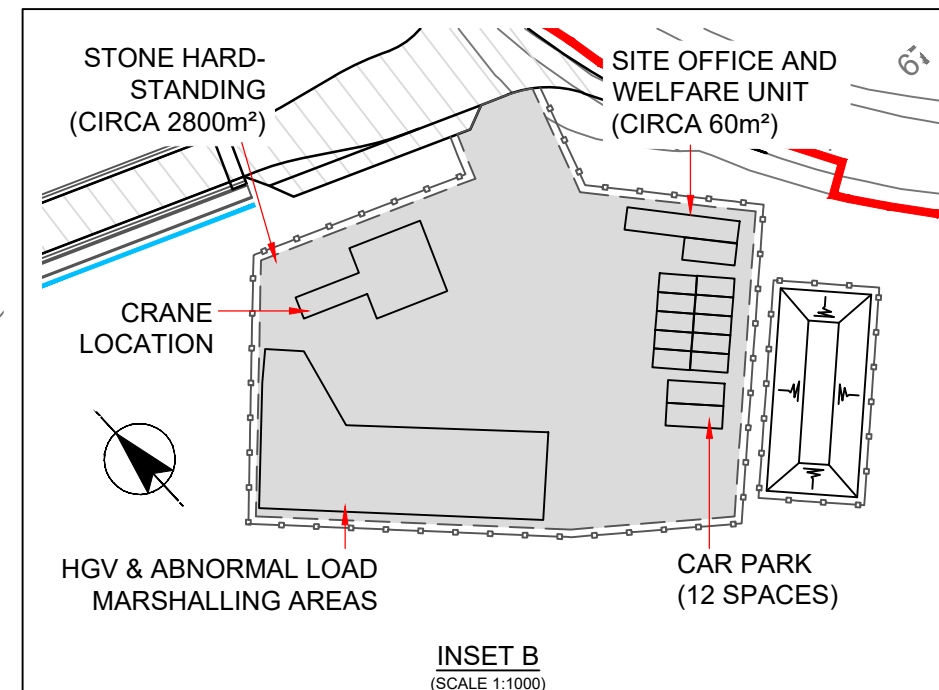 STONE HARD-
STANDING
(CIRCA 2800m²)
SITE OFFICE AND
WELFARE UNIT
(CIRCA 60m²)
CRANE
LOCATION
HGV & ABNORMAL LOAD
MARSHALLING AREAS
CAR PARK
(12 SPACES)
INSET B
(SCALE 1:1000)